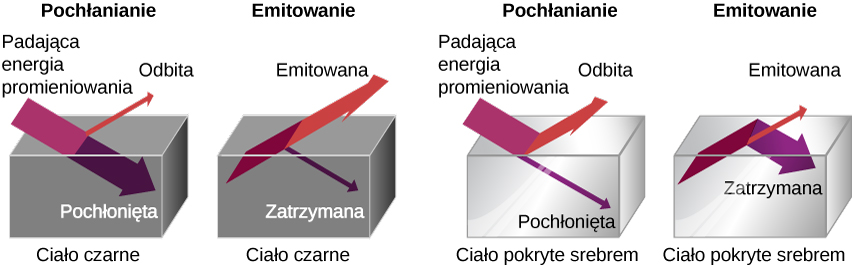 Pochłanianie
Emitowanie
Pochłanianie
Emitowanie
Padająca
energia
promieniowania
Odbita
Emitowana
Padająca
energia
promieniowania
Odbita
Emitowana
Pochłonięta
Zatrzymana
Pochłonięta
Zatrzymana
Ciało czarne
Ciało czarne
Ciało pokryte srebrem
Ciało pokryte srebrem